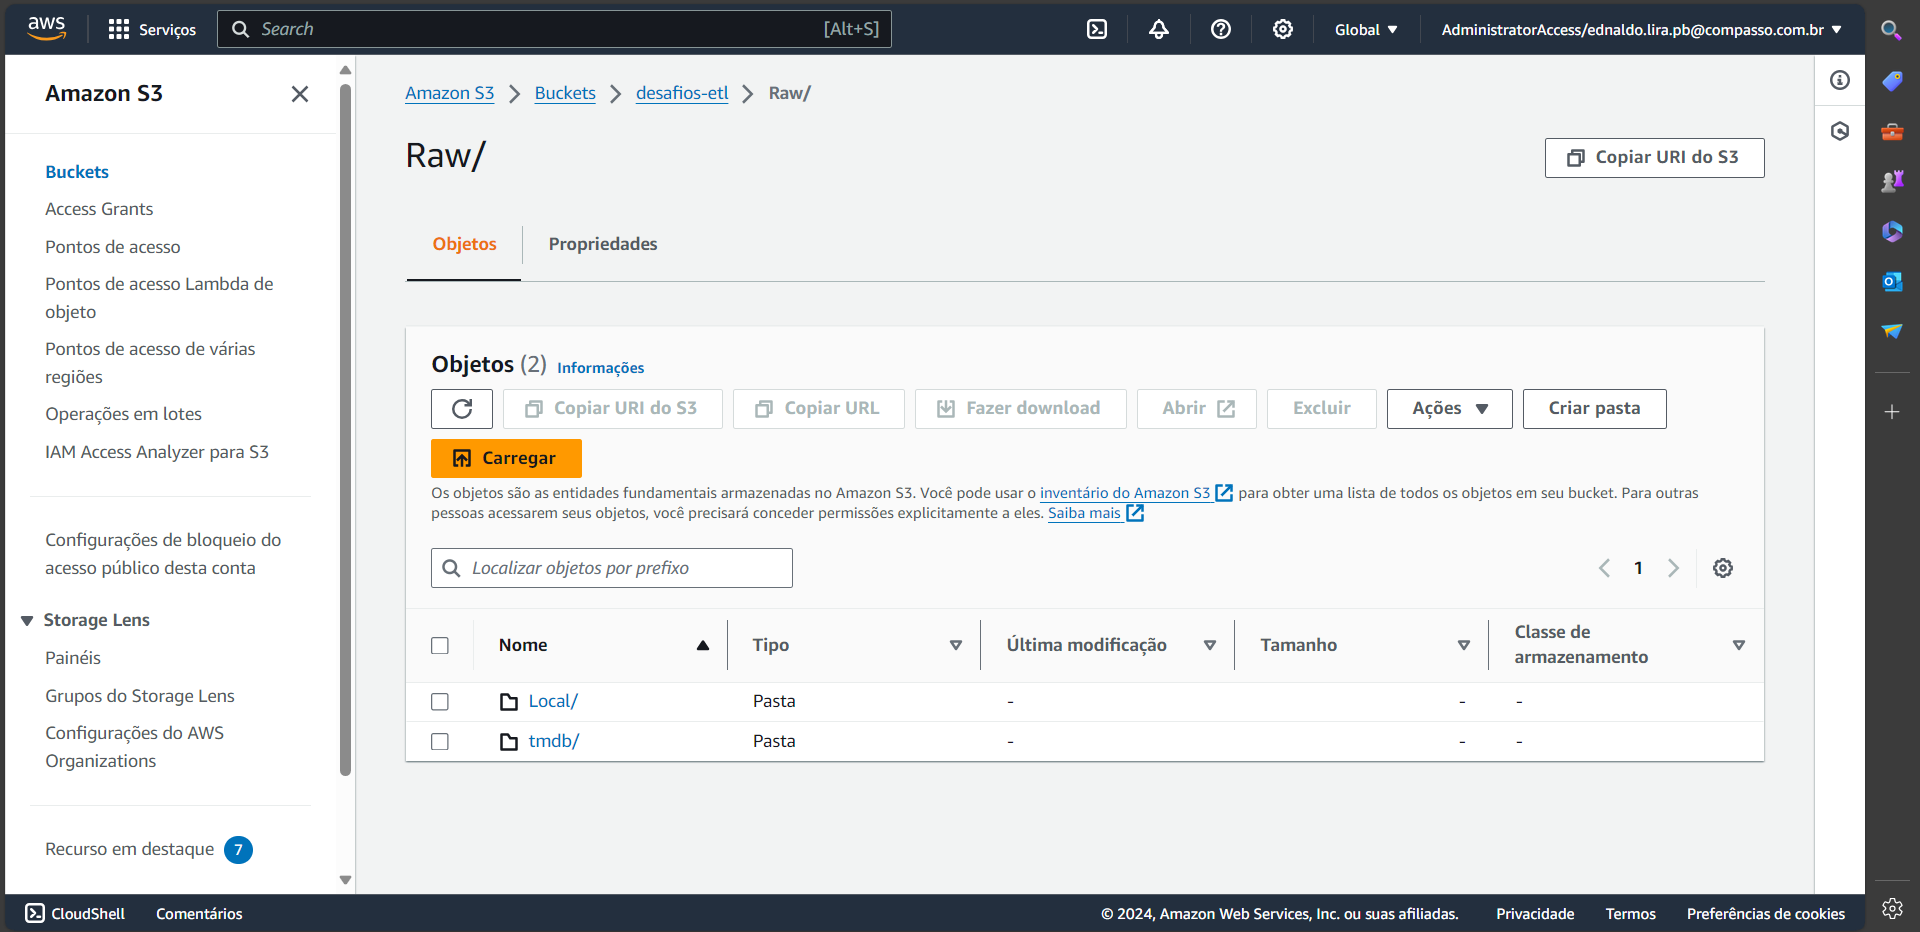 aws
Serviços
Search
[Alt+S]
Global
AdministratorAccess/ednaldo.lira.pb@compasso.com.br
Amazon S3
Buckets
Access Grants
Pontos de acesso
Pontos de acesso Lambda de
objeto
Pontos de acesso de várias
regiões
Operações em lotes
IAM Access Analyzer para S3
Configurações de bloqueio do
acesso público desta conta
Storage Lens
Painéis
Grupos do Storage Lens
Configurações do AWS
Organizations
Recurso em destaque 7
Amazon S3 > Buckets > desafios-etl > Raw/
Raw/
Copiar URI do S3
Objetos
Propriedades
Objetos (2) Informações
Copiar URI do S3
Copiar URL
Fazer download
Abrir
Excluir
Ações
Criar pasta
Carregar
Os objetos são as entidades fundamentais armazenadas no Amazon S3. Você pode usar o inventário do Amazon S3 para obter uma lista de todos os objetos em seu bucket. Para outras
pessoas acessarem seus objetos, você precisará conceder permissões explicitamente a eles. Saiba mais
Localizar objetos por prefixo
1
Nome
Tipo
Última modificação
Tamanho
Classe de
armazenamento
Local/ Pasta - - -
tmdb/ Pasta - - -
CloudShell
Comentários
© 2024, Amazon Web Services, Inc. ou suas afiliadas.
Privacidade
Termos
Preferências de cookies